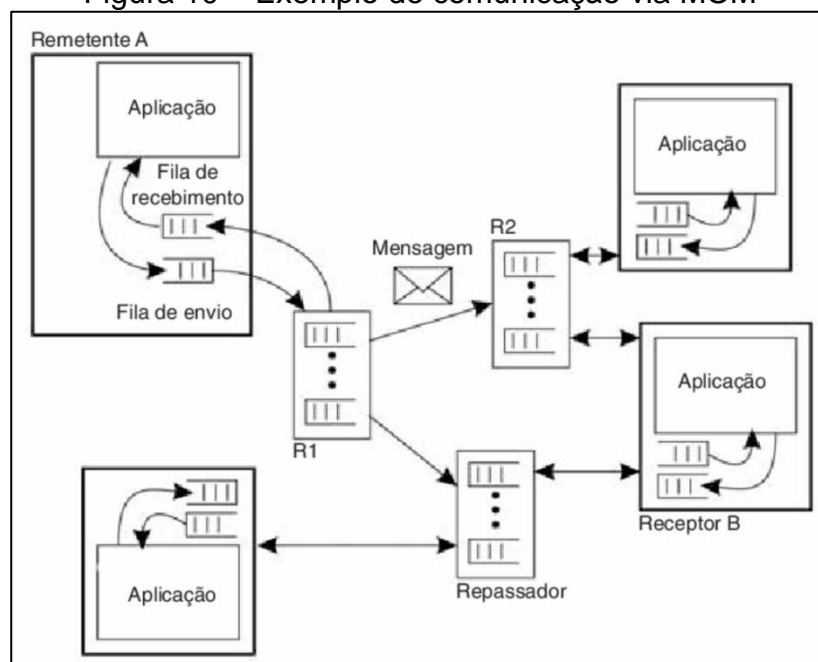 Remetente A
Aplicação
Fila de
recebimento
Fila de envio
R1
Mensagem
R2
Aplicação
Aplicação
Receptor B
Repassador
Aplicação